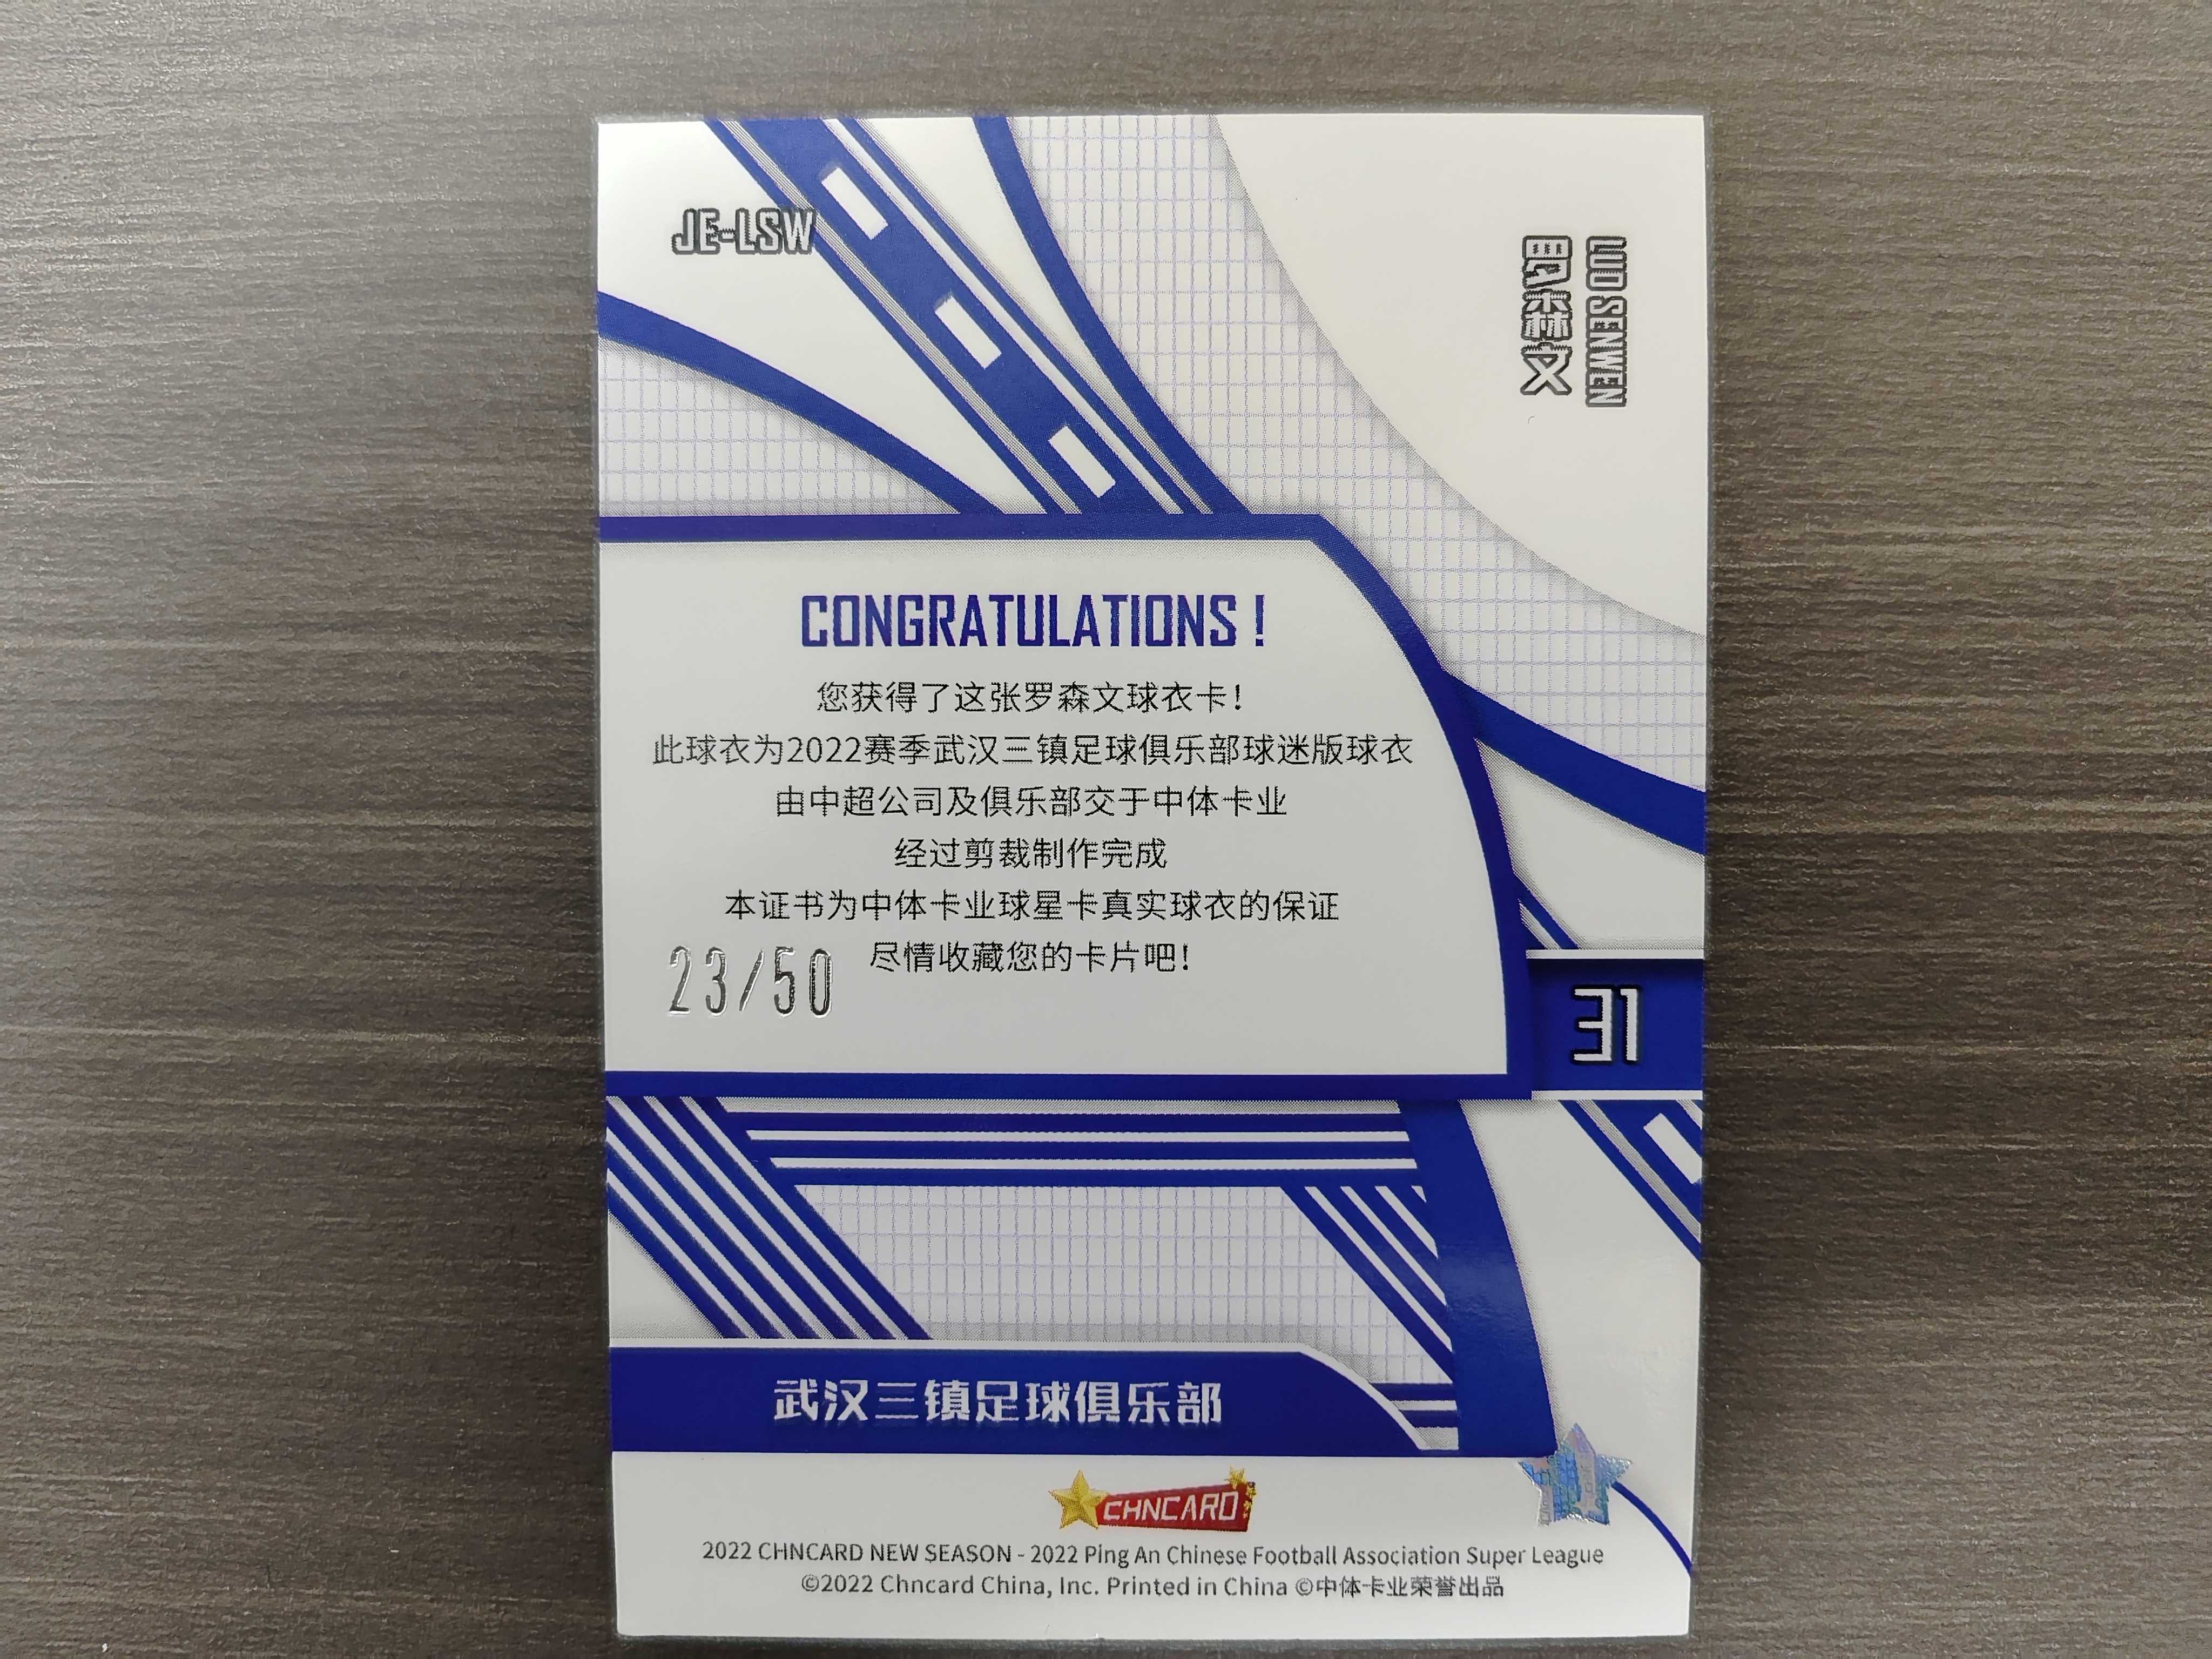 JE-LSW
LUO SENWEN
罗森文
CONGRATULATIONS!
您获得了这张罗森文球衣卡!
此球衣为2022赛季武汉三镇足球俱乐部球迷版球衣
由中超公司及俱乐部交于中体卡业
经过剪裁制作完成
本证书为中体卡业球星卡真实球衣的保证
尽情收藏您的卡片吧!
23/50
31
武汉三镇足球俱乐部
CHNCARD
2022 CHNCARD NEW SEASON - 2022 Ping An Chinese Football Association Super League
©2022 Chncard China, Inc. Printed in China ©中体卡业荣誉出品